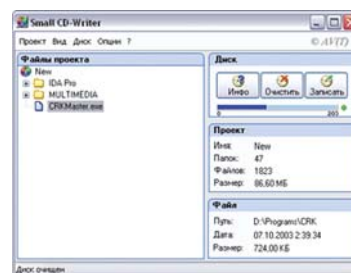 Small CD-Writer
Проект Вид Диск Опции ?
© AV(T)
Файлы проекта
New
IDA Pro
MULTIMEDIA
CRKMaster.exe
Диск
Инфо Очистить Записать
0 203
Проект
Имя: New
Папок: 47
Файлов: 1823
Размер: 86,60 МБ
Файл
Путь: D:\Programs\CRK
Дата: 07.10.2003 2:39:34
Размер: 724,00 КБ
Диск очищен